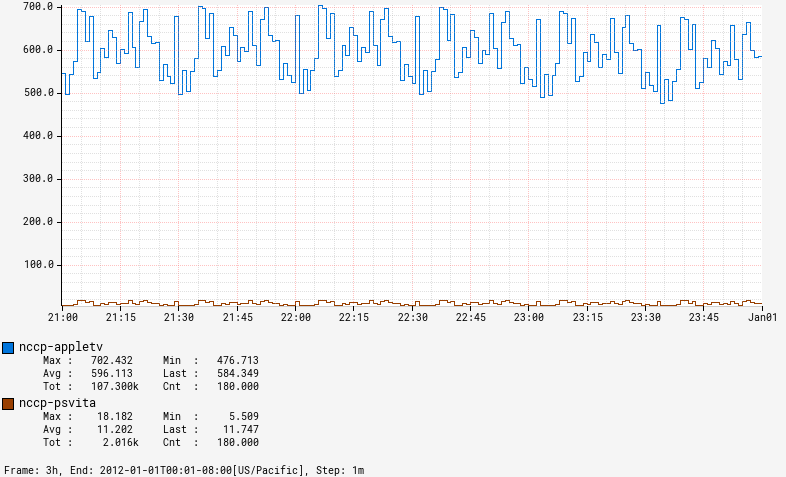 700.0
600.0
500.0
400.0
300.0
200.0
100.0
21:00 21:15 21:30 21:45 22:00 22:15 22:30 22:45 23:00 23:15 23:30 23:45 Jan01
nccp-appletv
Max : 702.432 Min : 476.713
Avg : 596.113 Last : 584.349
Tot : 107.300k Cnt : 180.000
nccp-psvita
Max : 18.182 Min : 5.509
Avg : 11.202 Last : 11.747
Tot : 2.016k Cnt : 180.000
Frame: 3h, End: 2012-01-01T00:01-08:00[US/Pacific], Step: 1m